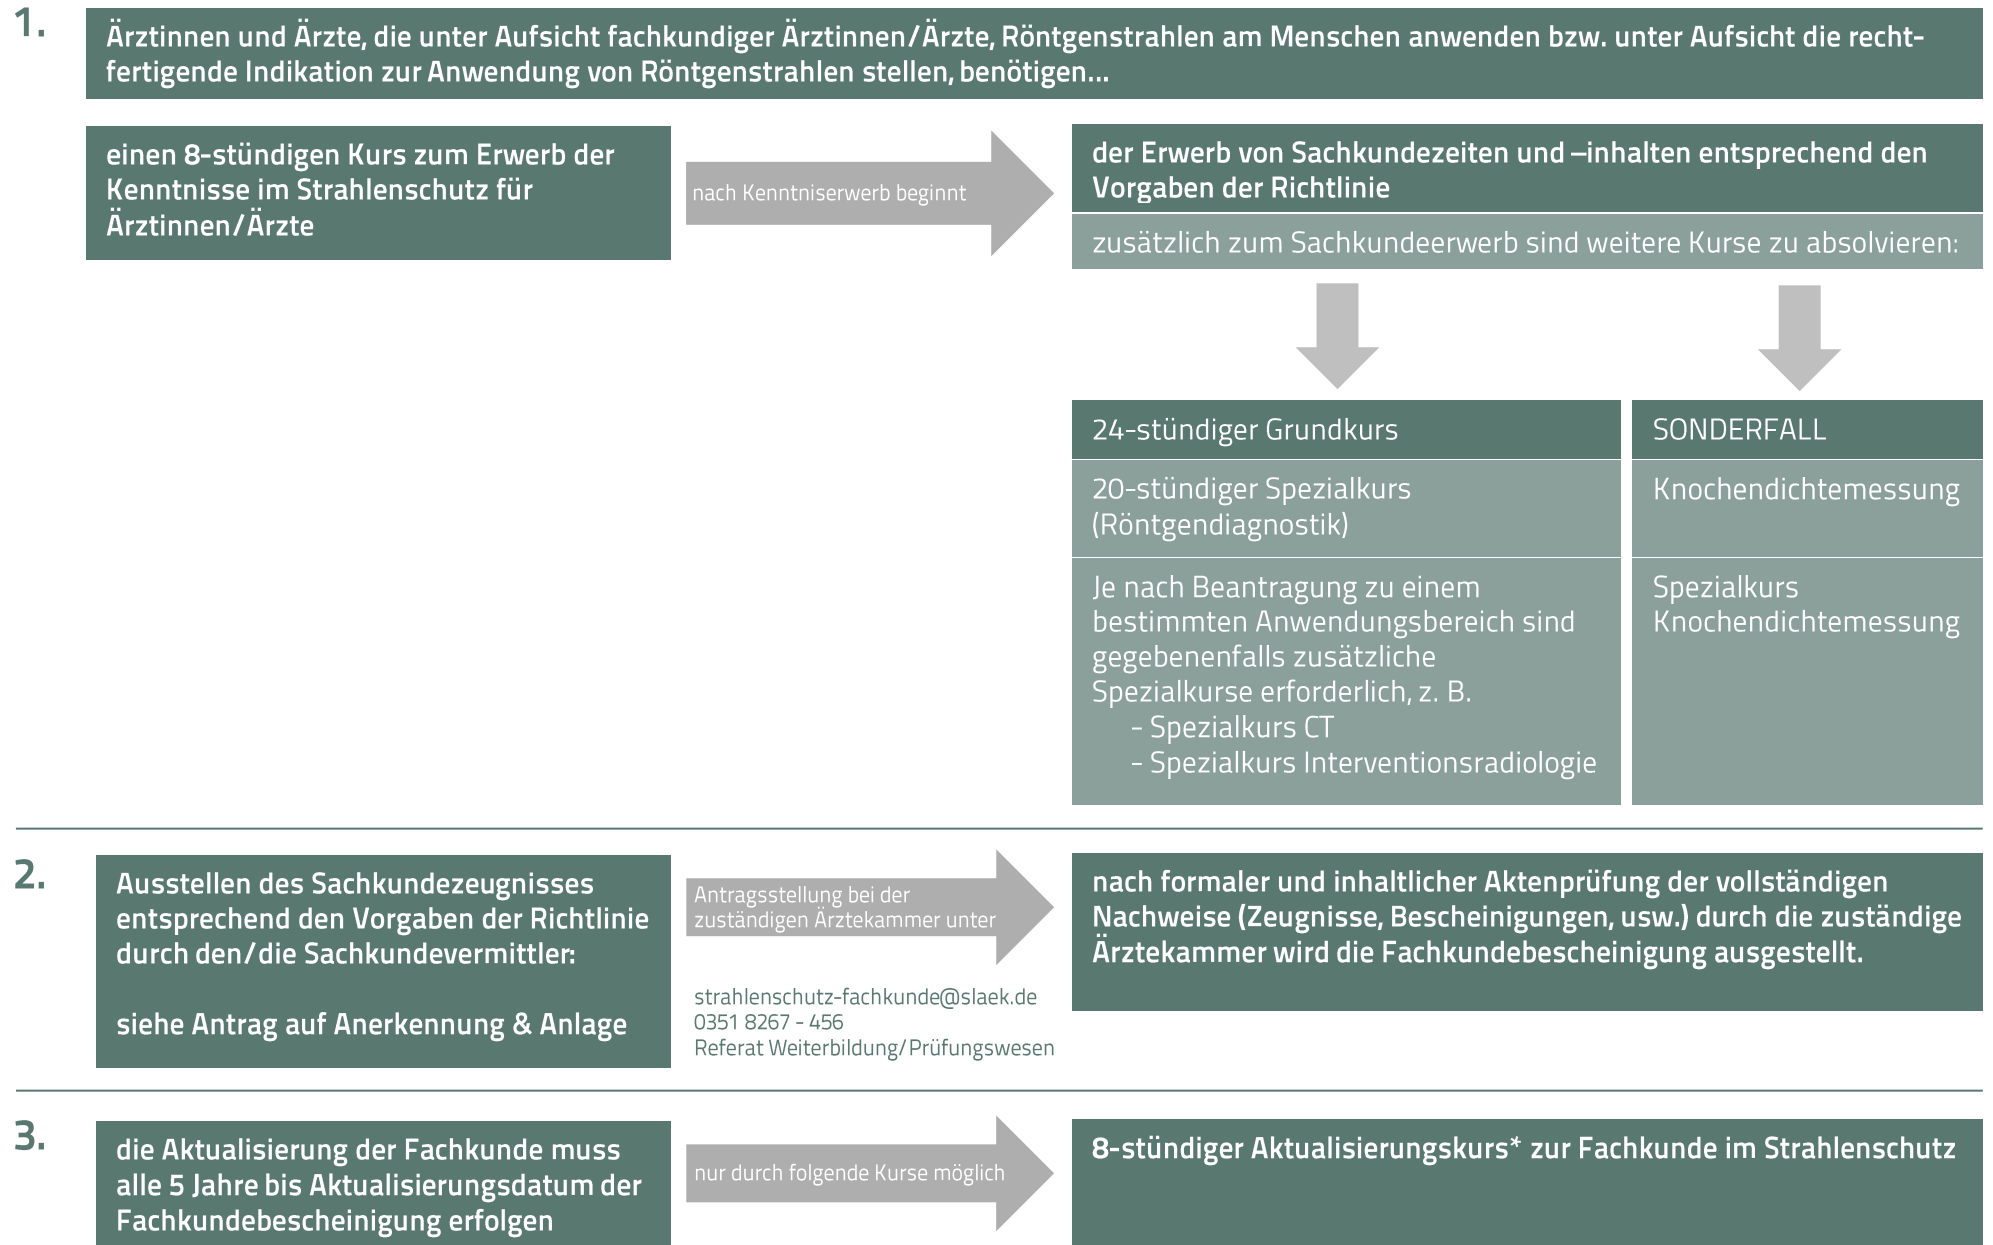 1.
Ärztinnen und Ärzte, die unter Aufsicht fachkundiger Ärztinnen/Ärzte, Röntgenstrahlen am Menschen anwenden bzw. unter Aufsicht die recht-
fertigende Indikation zur Anwendung von Röntgenstrahlen stellen, benötigen...
einen 8-stündigen Kurs zum Erwerb der
Kenntnisse im Strahlenschutz für
Ärztinnen/Ärzte
nach Kenntniserwerb beginnt
der Erwerb von Sachkundezeiten und –inhalten entsprechend den
Vorgaben der Richtlinie
zusätzlich zum Sachkundeerwerb sind weitere Kurse zu absolvieren:
24-stündiger Grundkurs
20-stündiger Spezialkurs
(Röntgendiagnostik)
Je nach Beantragung zu einem
bestimmten Anwendungsbereich sind
gegebenenfalls zusätzliche
Spezialkurse erforderlich, z. B.
- Spezialkurs CT
- Spezialkurs Interventionsradiologie
SONDERFALL
Knochendichtemessung
Spezialkurs
Knochendichtemessung
2.
Ausstellen des Sachkundezeugnisses
entsprechend den Vorgaben der Richtlinie
durch den/die Sachkundevermittler:
siehe Antrag auf Anerkennung & Anlage
Antragsstellung bei der
zuständigen Ärztekammer unter
strahlenschutz-fachkunde@slaek.de
0351 8267 - 456
Referat Weiterbildung/Prüfungswesen
nach formaler und inhaltlicher Aktenprüfung der vollständigen
Nachweise (Zeugnisse, Bescheinigungen, usw.) durch die zuständige
Ärztekammer wird die Fachkundebescheinigung ausgestellt.
3.
die Aktualisierung der Fachkunde muss
alle 5 Jahre bis Aktualisierungsdatum der
Fachkundebescheinigung erfolgen
nur durch folgende Kurse möglich
8-stündiger Aktualisierungskurs* zur Fachkunde im Strahlenschutz